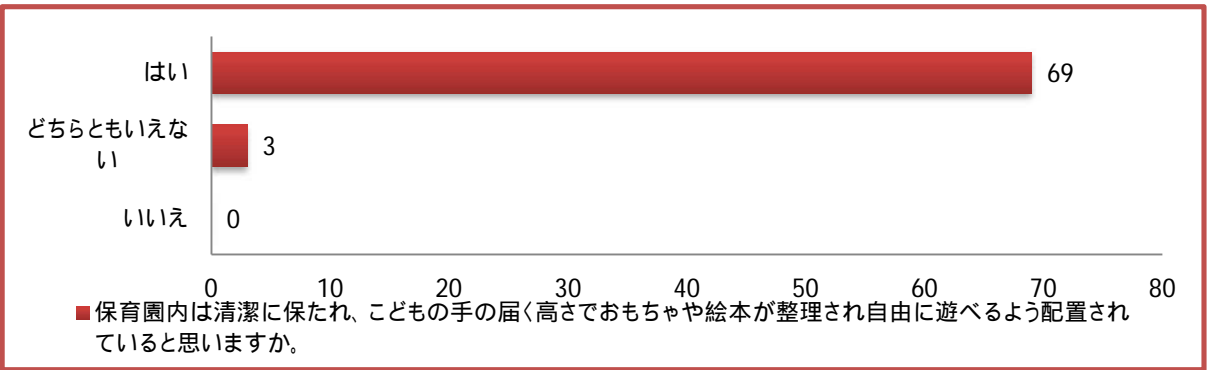 はい 69
どちらともいえな
い
3
いいえ 0
0 10 20 30 40 50 60 70 80
保育園内は清潔に保たれ、こどもの手の届く高さでおもちゃや絵本が整理され自由に遊べるよう配置され
ていると思いますか。